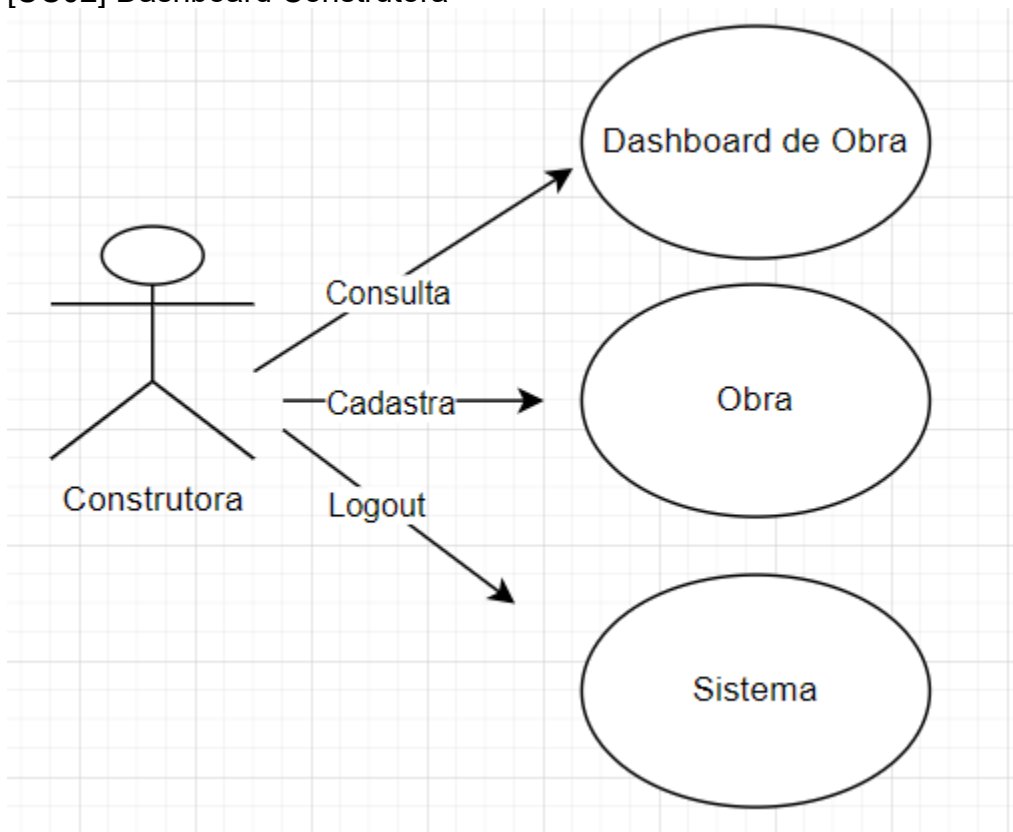 Dashboard Construtora
Dashboard de Obra
Consulta
Cadastra
Obra
Construtora
Logout
Sistema